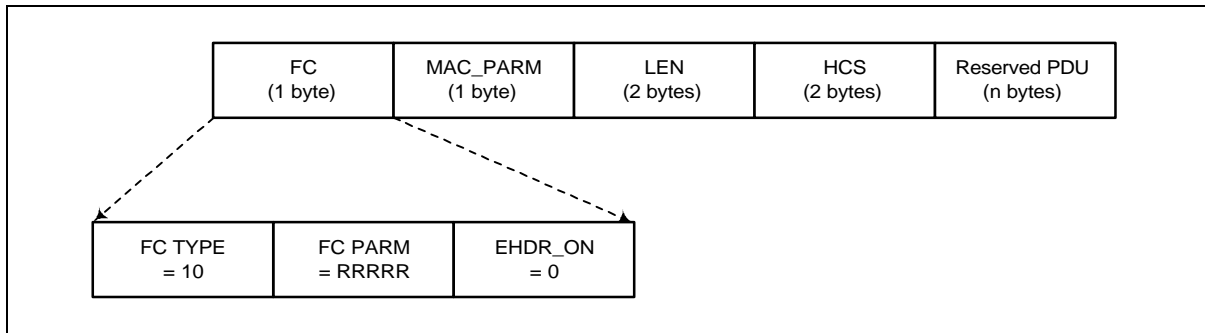 FC
(1 byte)
MAC_PARM
(1 byte)
LEN
(2 bytes)
HCS
(2 bytes)
Reserved PDU
(n bytes)
FC TYPE
= 10
FC PARM
= RRRRR
EHDR_ON
= 0